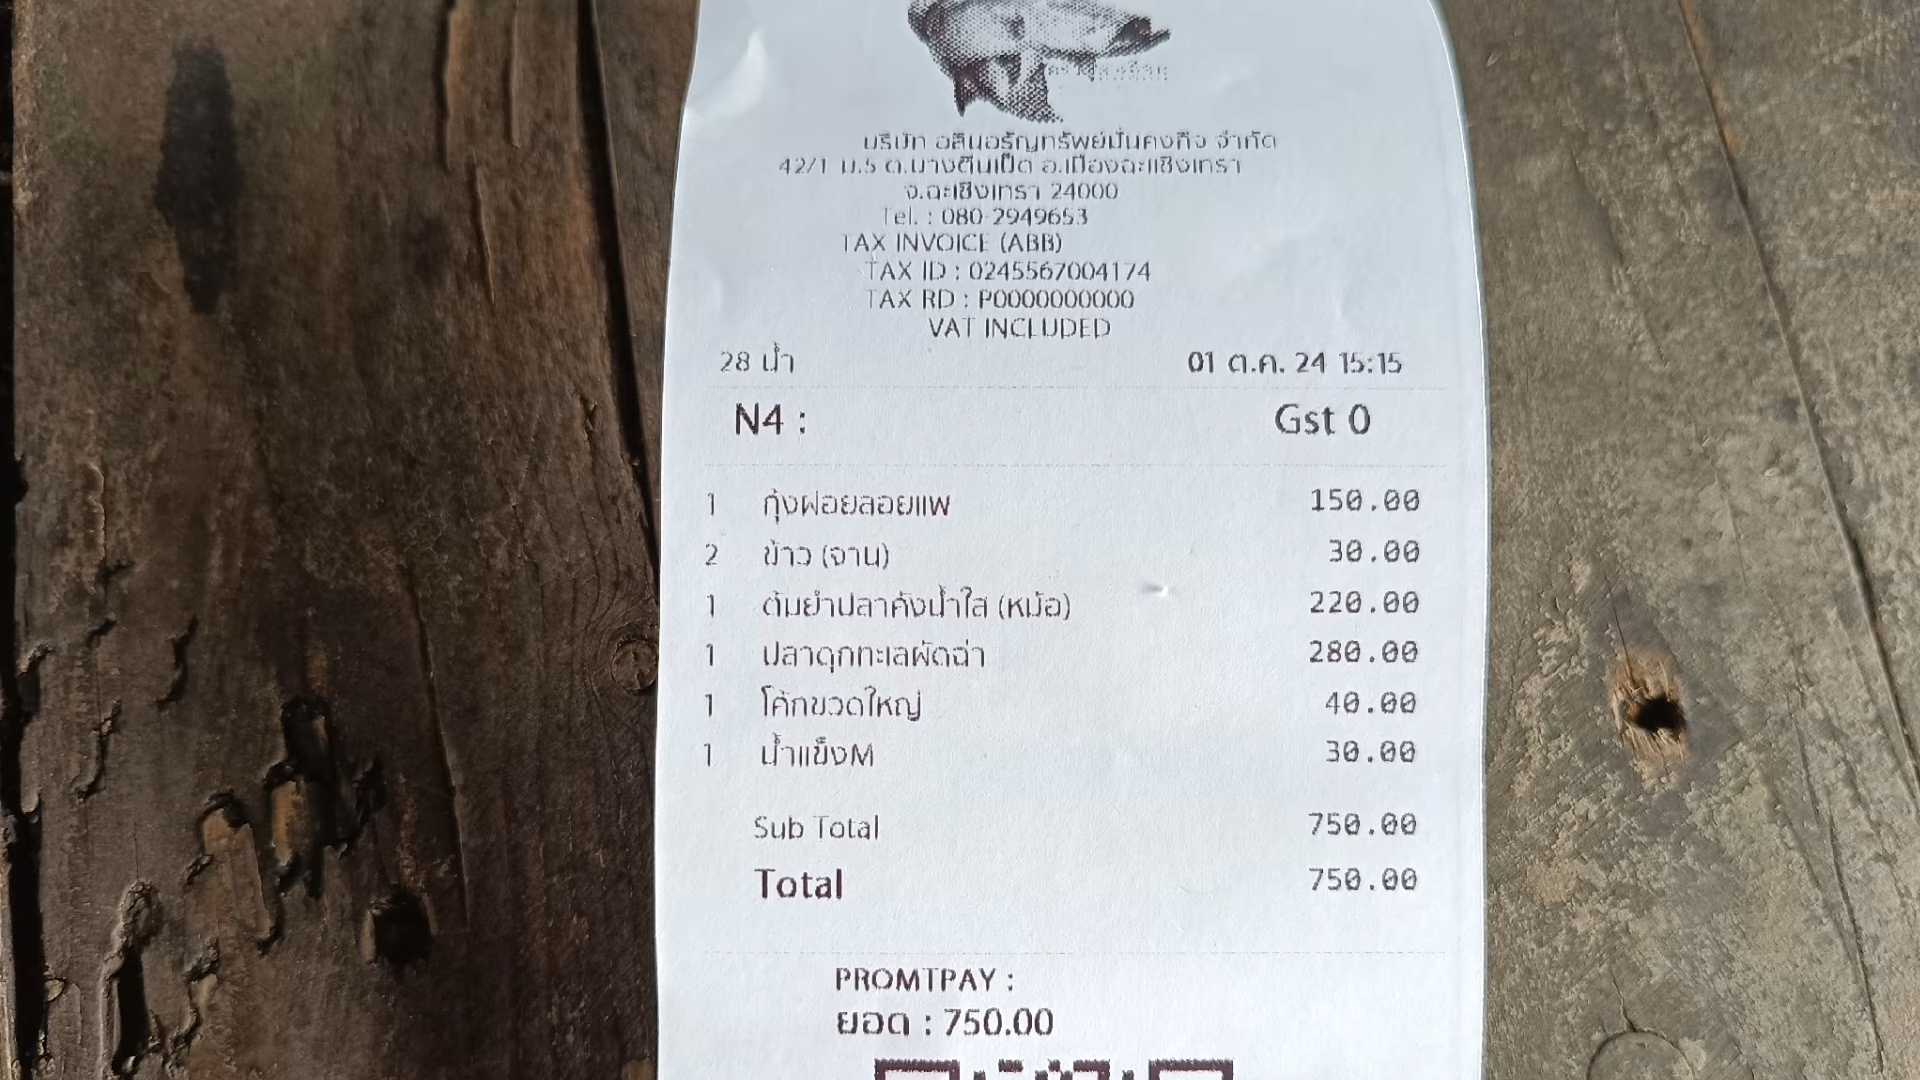 บริษัท อสินอรัญทรัพย์มั่นคงกิจ จำกัด
42/1 ม.5 ต.บางตีนเป็ด อ.เมืองฉะเเชิงเทรา
จ.ฉะเชิงเทรา 24000
Tel. : 080-2949653
TAX INVOICE (ABB)
TAX ID : 0245567004174
TAX RD : P0000000000
VAT INCLUDED
28 น้ำ 01 ต.ค. 24 15:15
N4 : Gst 0
1 กุ้งฝอยลอยแพ 150.00
2 ข้าว (จาน) 30.00
1 ต้มยำปลาคังน้ำใส (หม้อ) 220.00
1 ปลาดุกทะเลผัดฉ่า 280.00
1 โค้กขวดใหญ่ 40.00
1 น้ำแข็งM 30.00
Sub Total 750.00
Total 750.00
PROMTPAY :
ยอด : 750.00